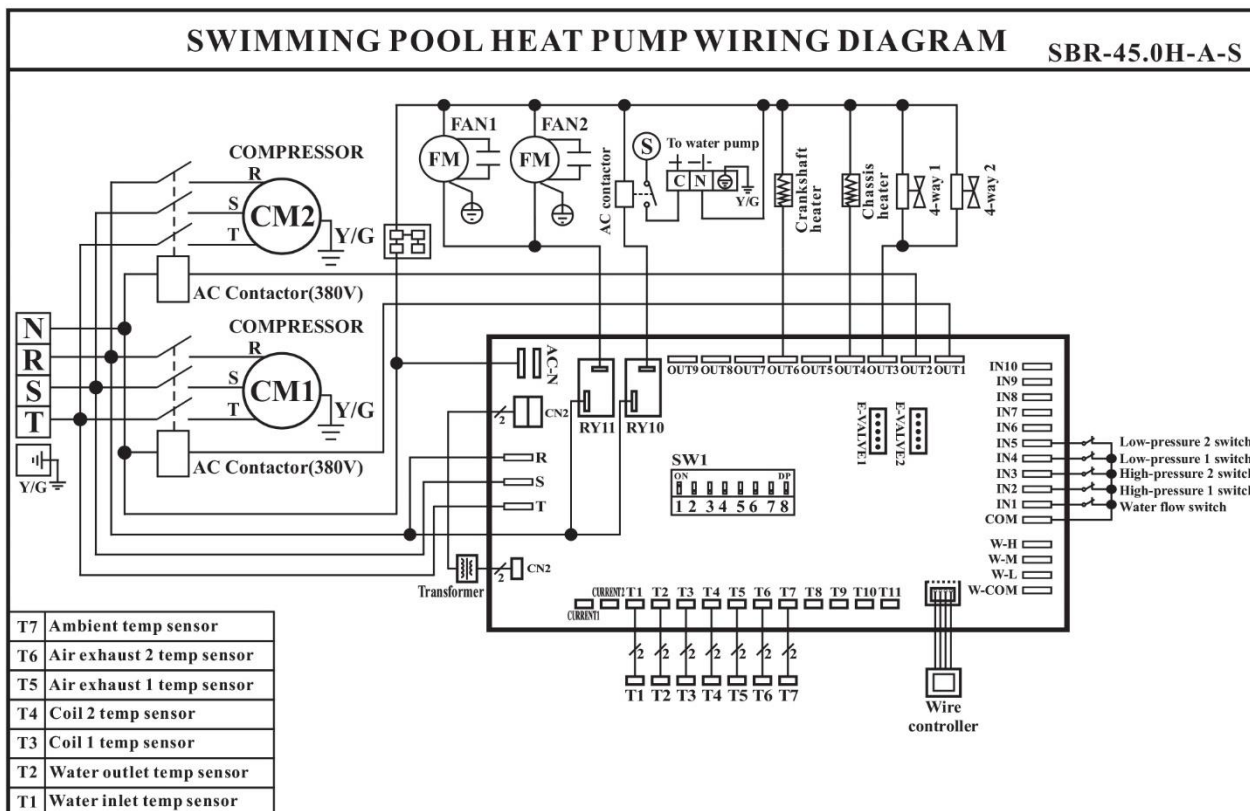 SWIMMING POOL HEAT PUMP WIRING DIAGRAM
SBR-45.0H-A-S
FAN1
FAN2
FM
FM
S
To water pump
C
N
Y/G
AC contactor
Crankshaft
heater
Chassis
heater
4-way 1
4-way 2
COMPRESSOR
R
S
T
CM2
Y/G
AC Contactor(380V)
COMPRESSOR
R
S
T
CM1
Y/G
AC Contactor(380V)
N
R
S
T
Y/G
AC-N
CN2
2
RY11
RY10
OUT9
OUT8
OUT7
OUT6
OUT5
OUT4
OUT3
OUT2
OUT1
E-VALVE1
E-VALVE2
R
S
T
SW1
ON
DP
1 2 3 4 5 6 7 8
IN10
IN9
IN8
IN7
IN6
IN5
IN4
IN3
IN2
IN1
COM
W-H
W-M
W-L
W-COM
Low-pressure 2 switch
Low-pressure 1 switch
High-pressure 2 switch
High-pressure 1 switch
Water flow switch
Transformer
2
CN2
CURRENT1
CURRENT2
T1 T2 T3 T4 T5 T6 T7 T8 T9 T10 T11
2 2 2 2 2 2 2
T1 T2 T3 T4 T5 T6 T7
Wire
controller
T7 Ambient temp sensor
T6 Air exhaust 2 temp sensor
T5 Air exhaust 1 temp sensor
T4 Coil 2 temp sensor
T3 Coil 1 temp sensor
T2 Water outlet temp sensor
T1 Water inlet temp sensor